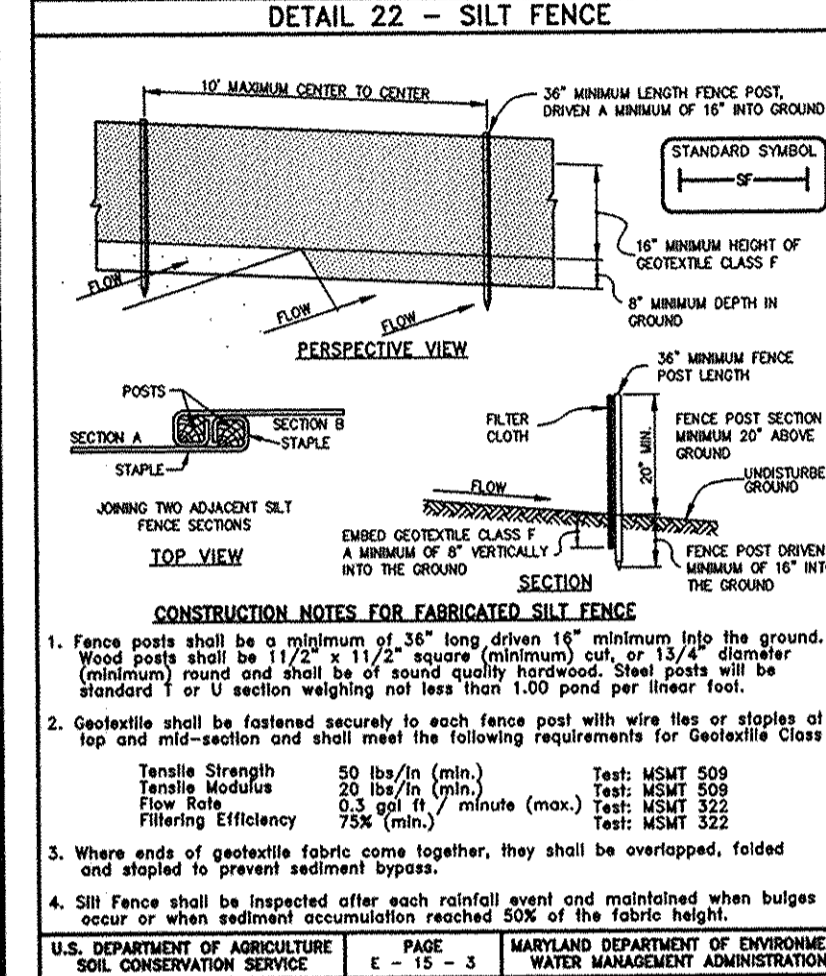 DETAIL 22 - SILT FENCE
10' MAXIMUM CENTER TO CENTER
36" MINIMUM LENGTH FENCE POST,
DRIVEN A MINIMUM OF 16" INTO GROUND
STANDARD SYMBOL
SF
16" MINIMUM HEIGHT OF
GEOTEXTILE CLASS F
8" MINIMUM DEPTH IN
GROUND
FLOW
FLOW
FLOW
PERSPECTIVE VIEW
POSTS
SECTION A
SECTION B
STAPLE
STAPLE
JOINING TWO ADJACENT SILT
FENCE SECTIONS
TOP VIEW
36" MINIMUM FENCE
POST LENGTH
FILTER
CLOTH
20" MIN.
FENCE POST SECTION
MINIMUM 20" ABOVE
GROUND
UNDISTURBE
GROUND
FLOW
EMBED GEOTEXTILE CLASS F
A MINIMUM OF 8" VERTICALLY
INTO THE GROUND
FENCE POST DRIVEN
MINIMUM OF 16" INT
THE GROUND
SECTION
CONSTRUCTION NOTES FOR FABRICATED SILT FENCE
1. Fence posts shall be a minimum of 36" long driven 16" minimum into the ground.
Wood posts shall be 11/2" x 11/2" square (minimum) cut, or 13/4" diameter
(minimum) round and shall be of sound quality hardwood. Steel posts will be
standard T or U section weighing not less than 1.00 pond per linear foot.
2. Geotextile shall be fastened securely to each fence post with wire ties or staples at
top and mid-section and shall meet the following requirements for Geotextile Class
Tensile Strength 50 lbs/in (min.) Test: MSMT 509
Tensile Modulus 20 lbs/in (min.) Test: MSMT 509
Flow Rate 0.3 gal ft / minute (max.) Test: MSMT 322
Filtering Efficiency 75% (min.) Test: MSMT 322
3. Where ends of geotextile fabric come together, they shall be overlapped, folded
and stapled to prevent sediment bypass.
4. Silt Fence shall be inspected after each rainfall event and maintained when bulges
occur or when sediment accumulation reached 50% of the fabric height.
U.S. DEPARTMENT OF AGRICULTURE
SOIL CONSERVATION SERVICE
PAGE
E - 15 - 3
MARYLAND DEPARTMENT OF ENVIRONME
WATER MANAGEMENT ADMINISTRATION